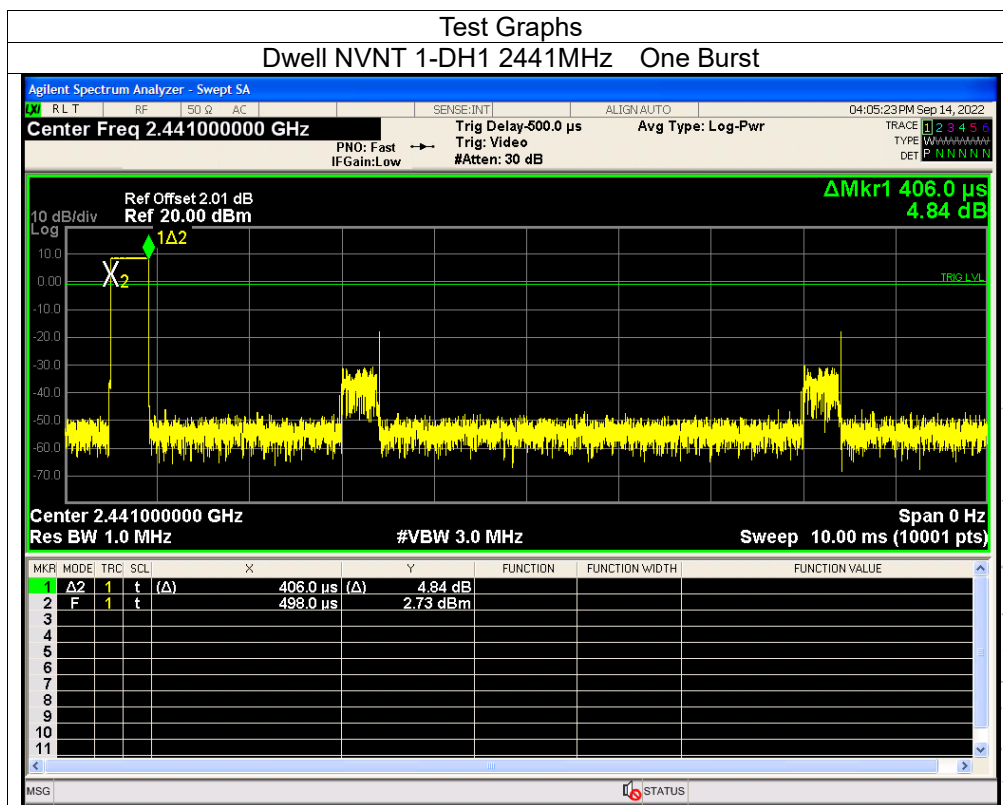 Test Graphs
Dwell NVNT 1-DH1 2441MHz One Burst
Agilent Spectrum Analyzer - Swept SA
LXI RLT RF 50 Ω AC SENSE:INT ALIGN AUTO 04:05:23 PM Sep 14, 2022
Center Freq 2.441000000 GHz Trig Delay-500.0 µs Avg Type: Log-Pwr TRACE 1 2 3 4 5 6
PNO: Fast Trig: Video TYPE WWWWWW
IFGain:Low #Atten: 30 dB DET P N N N N N
ΔMkr1 406.0 µs
4.84 dB
Ref Offset 2.01 dB
10 dB/div Ref 20.00 dBm
Log
1Δ2
10.0
2
0.00
TRIG LVL
-10.0
-20.0
-30.0
-40.0
-50.0
-60.0
-70.0
Center 2.441000000 GHz Span 0 Hz
Res BW 1.0 MHz #VBW 3.0 MHz Sweep 10.00 ms (10001 pts)
MKR MODE TRC SCL X Y FUNCTION FUNCTION WIDTH FUNCTION VALUE
1 Δ2 1 t (Δ) 406.0 µs (Δ) 4.84 dB
2 F 1 t 498.0 µs 2.73 dBm
3
4
5
6
7
8
9
10
11
MSG STATUS